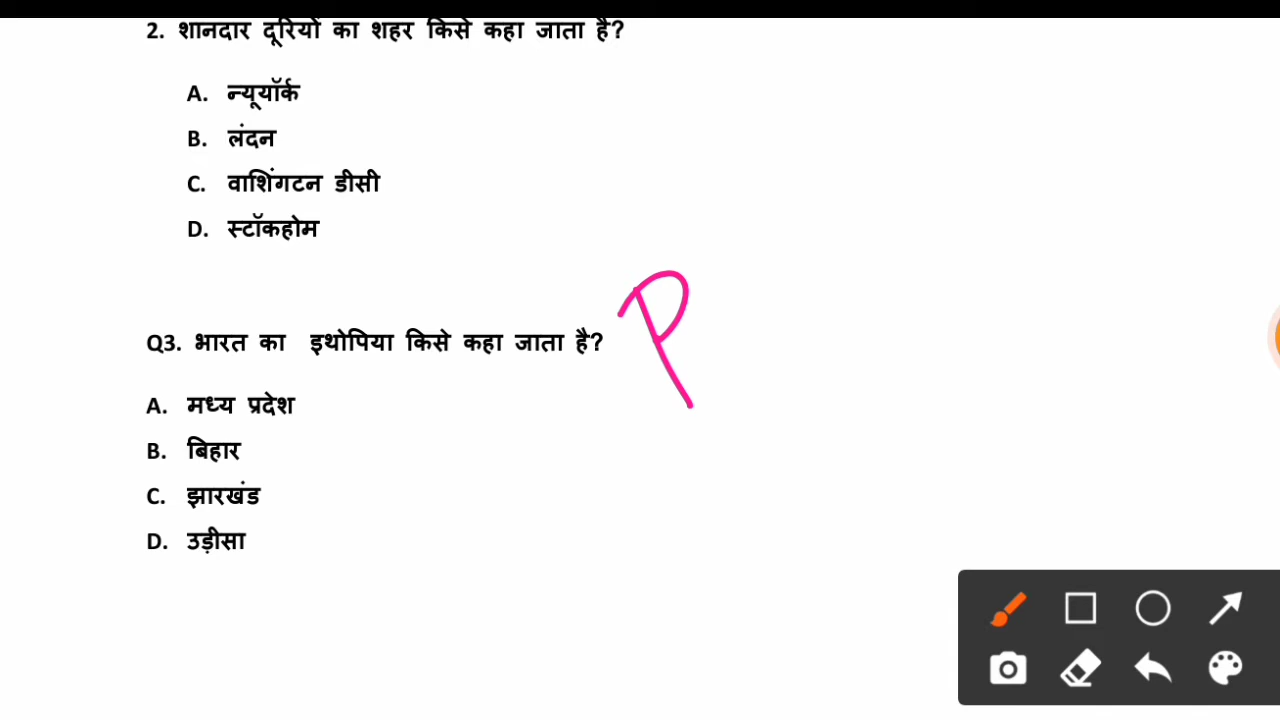 2. शानदार दूरियों का शहर किसे कहा जाता है?
A. न्यूयॉर्क
B. लंदन
C. वाशिंगटन डीसी
D. स्टॉकहोम
Q3. भारत का इथोपिया किसे कहा जाता है?
P
A. मध्य प्रदेश
B. बिहार
C. झारखंड
D. उड़ीसा